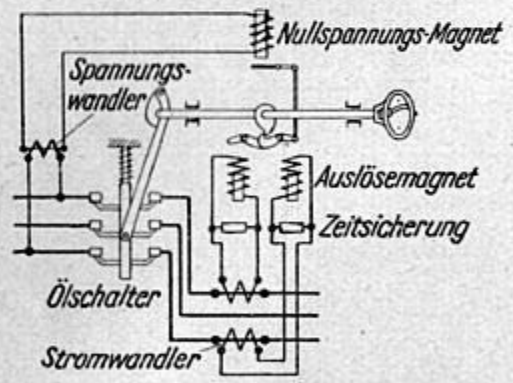 Nullspannungs-Magnet
Spannungs-
wandler
Auslösemagnet
Zeitsicherung
Ölschalter
Stromwandler